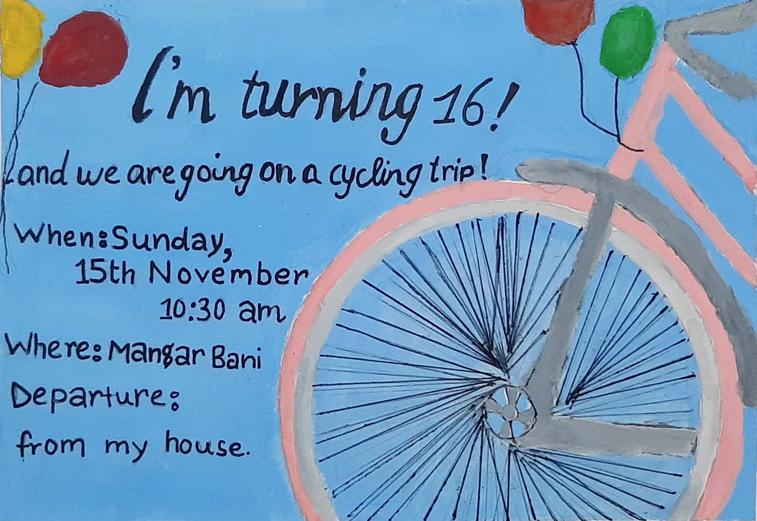 I'm turning 16!
and we are going on a cycling trip!
When: Sunday,
15th November
10:30 am
Where: Mangar Bani
Departure:
from my house.